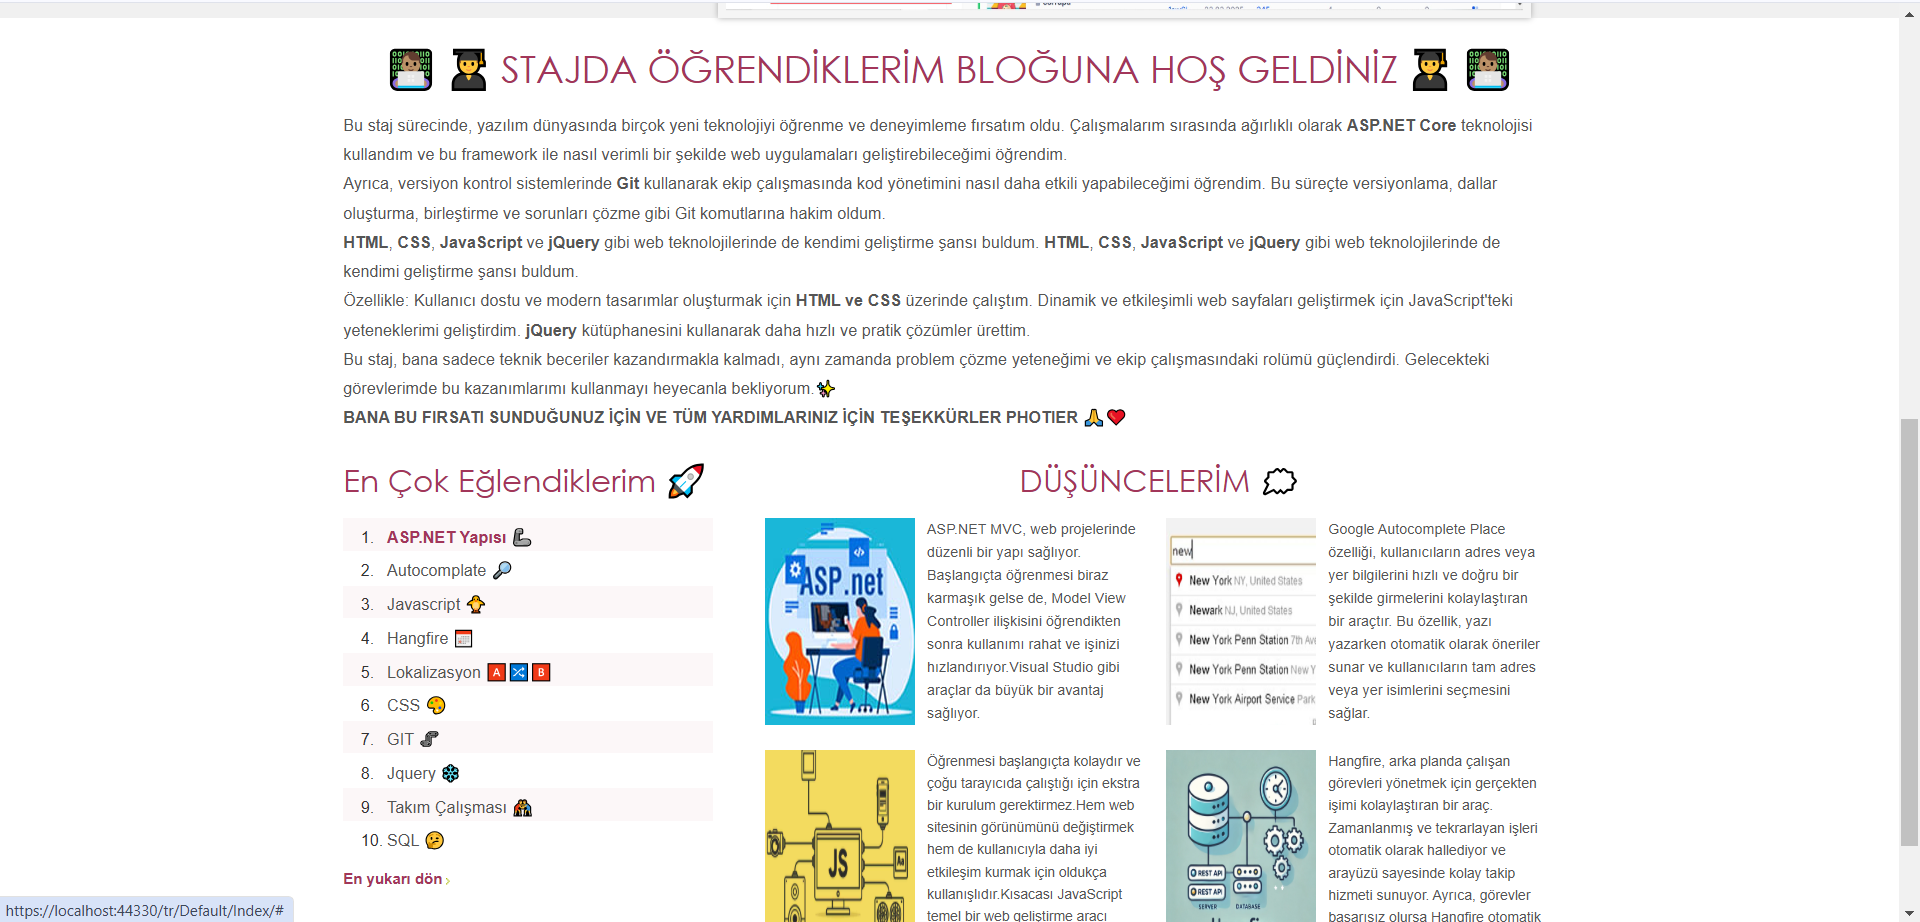 STAJDA ÖĞRENDİKLERİM BLOĞUNA HOŞ GELDİNİZ
Bu staj sürecinde, yazılım dünyasında birçok yeni teknolojiyi öğrenme ve deneyimleme fırsatım oldu. Çalışmalarım sırasında ağırlıklı olarak ASP.NET Core teknolojisi
kullandım ve bu framework ile nasıl verimli bir şekilde web uygulamaları geliştirebileceğimi öğrendim.
Ayrıca, versiyon kontrol sistemlerinde Git kullanarak ekip çalışmasında kod yönetimini nasıl daha etkili yapabileceğimi öğrendim. Bu süreçte versiyonlama, dallar
oluşturma, birleştirme ve sorunları çözme gibi Git komutlarına hakim oldum.
HTML, CSS, JavaScript ve jQuery gibi web teknolojilerinde de kendimi geliştirme şansı buldum. HTML, CSS, JavaScript ve jQuery gibi web teknolojilerinde de
kendimi geliştirme şansı buldum.
Özellikle: Kullanıcı dostu ve modern tasarımlar oluşturmak için HTML ve CSS üzerinde çalıştım. Dinamik ve etkileşimli web sayfaları geliştirmek için JavaScript'teki
yeteneklerimi geliştirdim. jQuery kütüphanesini kullanarak daha hızlı ve pratik çözümler ürettim.
Bu staj, bana sadece teknik beceriler kazandırmakla kalmadı, aynı zamanda problem çözme yeteneğimi ve ekip çalışmasındaki rolümü güçlendirdi. Gelecekteki
görevlerimde bu kazanımlarımı kullanmayı heyecanla bekliyorum.
BANA BU FIRSATI SUNDUĞUNUZ İÇİN VE TÜM YARDIMLARINIZ İÇİN TEŞEKKÜRLER PHOTIER
En Çok Eğlendiklerim
1. ASP.NET Yapısı
2. Autocomplate
3. Javascript
4. Hangfire
5. Lokalizasyon A B
6. CSS
7. GIT
8. Jquery
9. Takım Çalışması
10. SQL
En yukarı dön ›
DÜŞÜNCELERİM
ASP.net
ASP.NET MVC, web projelerinde
düzenli bir yapı sağlıyor.
Başlangıçta öğrenmesi biraz
karmaşık gelse de, Model View
Controller ilişkisini öğrendikten
sonra kullanımı rahat ve işinizi
hızlandırıyor.Visual Studio gibi
araçlar da büyük bir avantaj
sağlıyor.
new
New York NY, United States
Newark NJ, United States
New York Penn Station 7th Av
New York Penn Station New Y
New York Airport Service Park
Google Autocomplete Place
özelliği, kullanıcıların adres veya
yer bilgilerini hızlı ve doğru bir
şekilde girmelerini kolaylaştıran
bir araçtır. Bu özellik, yazı
yazarken otomatik olarak öneriler
sunar ve kullanıcıların tam adres
veya yer isimlerini seçmesini
sağlar.
JS
Aa
Öğrenmesi başlangıçta kolaydır ve
çoğu tarayıcıda çalıştığı için ekstra
bir kurulum gerektirmez.Hem web
sitesinin görünümünü değiştirmek
hem de kullanıcıyla daha iyi
etkileşim kurmak için oldukça
kullanışlıdır.Kısacası JavaScript
temel bir web geliştirme aracı
REST API
REST API
SERVER
DATABASE
Hangfire, arka planda çalışan
görevleri yönetmek için gerçekten
işimi kolaylaştıran bir araç.
Zamanlanmış ve tekrarlayan işleri
otomatik olarak hallediyor ve
arayüzü sayesinde kolay takip
hizmeti sunuyor. Ayrıca, görevler
başarısız olursa Hangfire otomatik
https://localhost:44330/tr/Default/Index/#